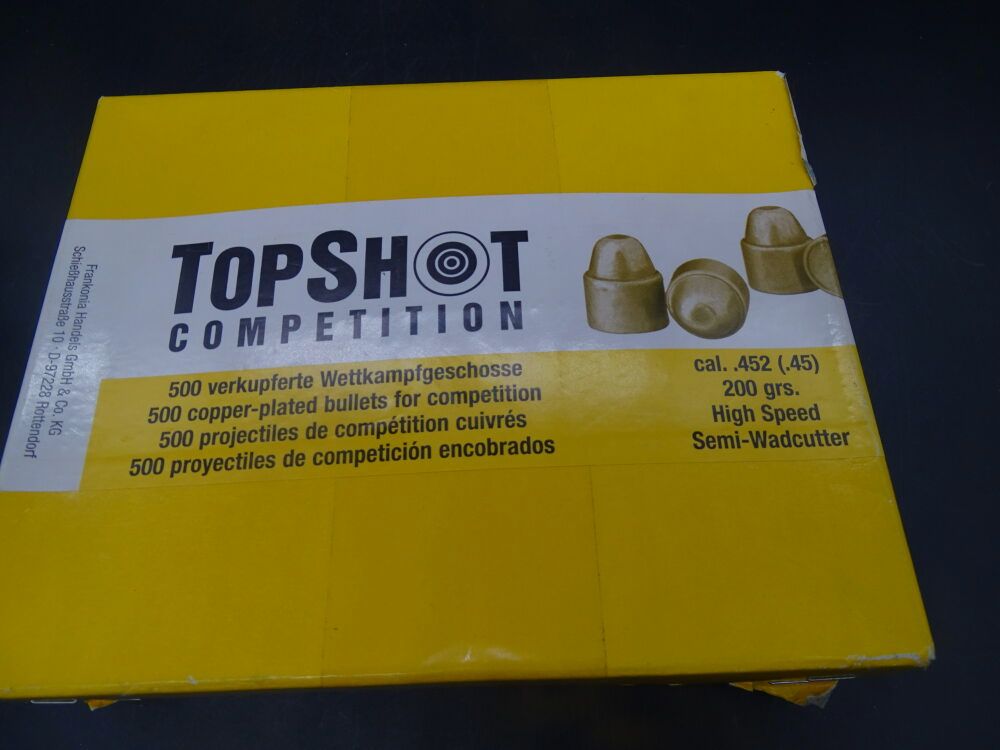 TOPSHOT
COMPETITION
500 verkupferte Wettkampfgeschosse
500 copper-plated bullets for competition
500 projectiles de compétition cuivrés
500 proyectiles de competición encobrados
cal. .452 (.45)
200 grs.
High Speed
Semi-Wadcutter
Frankonia Handels GmbH & Co. KG
Schießhausstraße 10 · D-97228 Rottendorf